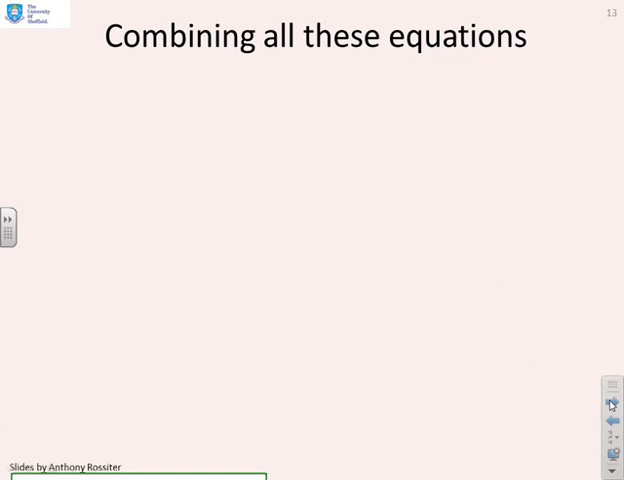 The
University
Of
Sheffield.
13
Combining all these equations
Slides by Anthony Rossiter